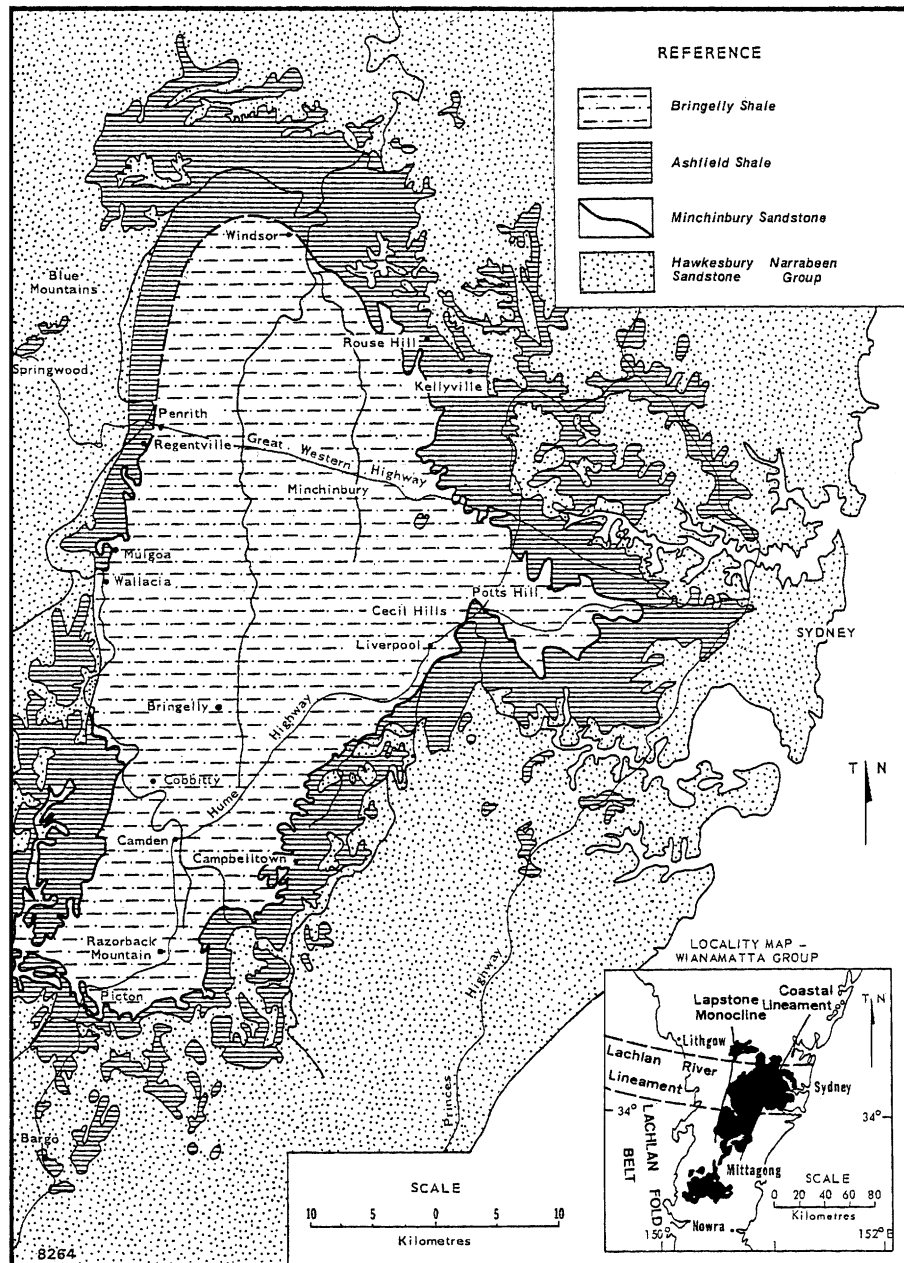 REFERENCE
Bringelly Shale
Ashfield Shale
Minchinbury Sandstone
Hawkesbury Narrabeen
Sandstone Group
Windsor
Blue
Mountains
Rouse Hill
Springwood
Kellyville
Penrith
Regentville
Great Western Highway
Minchinbury
Mulgoa
Wallacia
Potts Hill
Cecil Hills
SYDNEY
Liverpool
Bringelly
Hume Highway
T N
Cobbitty
Camden
Campbelltown
Razorback
Mountain
Picton
Princes Highway
Bargo
LOCALITY MAP –
WIANAMATTA GROUP
Lapstone
Monocline
Coastal
Lineament
T N
Lithgow
Lachlan River
Lineament
Sydney
34°
34°
LACHLAN FOLD
BELT
Mittagong
SCALE
0 20 40 60 80
Kilometres
Nowra
150°
152°E
SCALE
10 5 0 5 10
Kilometres
8264